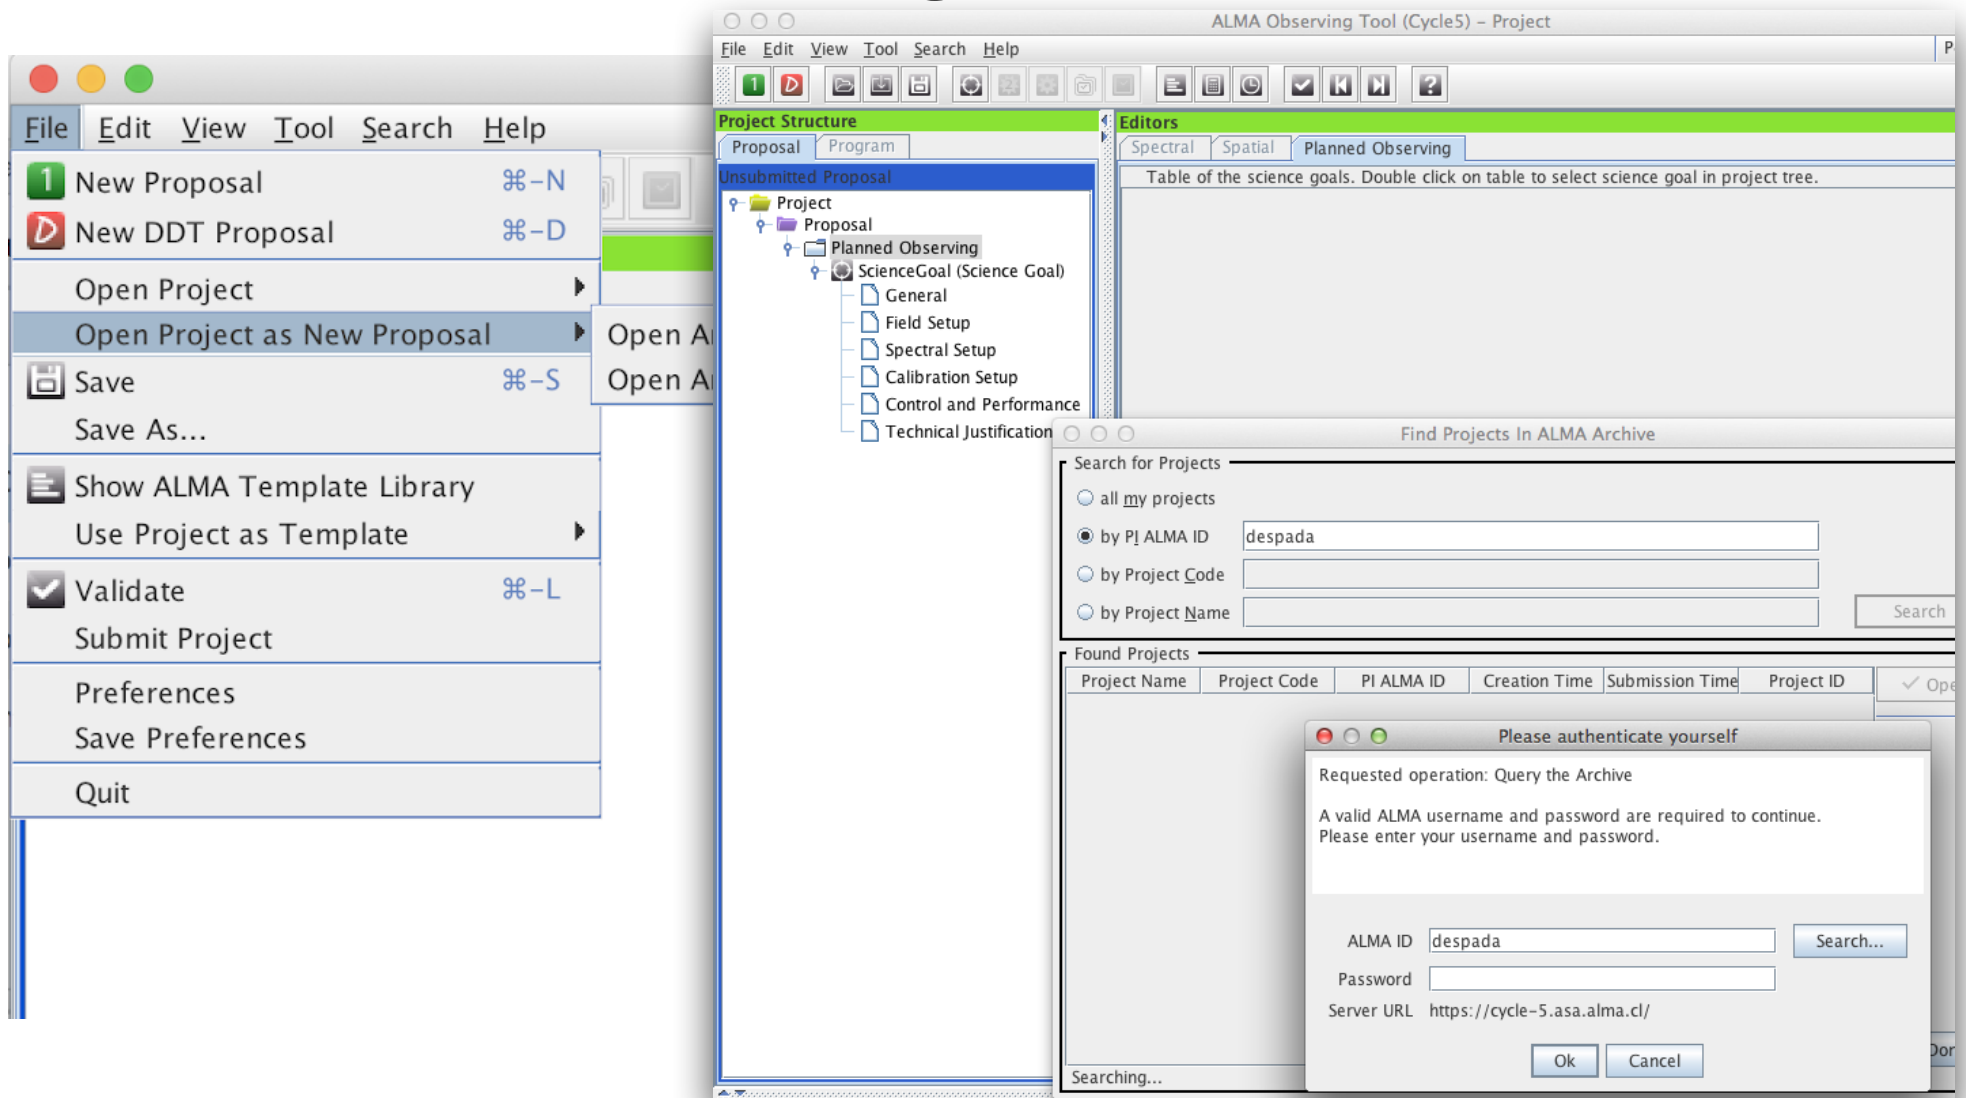 File Edit View Tool Search Help
New Proposal ⌘-N
New DDT Proposal ⌘-D
Open Project
Open Project as New Proposal
Save ⌘-S
Save As...
Show ALMA Template Library
Use Project as Template
Validate ⌘-L
Submit Project
Preferences
Save Preferences
Quit
Open
Open
ALMA Observing Tool (Cycle5) - Project
File Edit View Tool Search Help
Project Structure
Proposal Program
Unsubmitted Proposal
Project
Proposal
Planned Observing
ScienceGoal (Science Goal)
General
Field Setup
Spectral Setup
Calibration Setup
Control and Performance
Technical Justification
Editors
Spectral Spatial Planned Observing
Table of the science goals. Double click on table to select science goal in project tree.
Find Projects In ALMA Archive
Search for Projects
all my projects
by PI ALMA ID despada
by Project Code
by Project Name
Search
Found Projects
Project Name Project Code PI ALMA ID Creation Time Submission Time Project ID
Searching...
Please authenticate yourself
Requested operation: Query the Archive
A valid ALMA username and password are required to continue.
Please enter your username and password.
ALMA ID despada Search...
Password
Server URL https://cycle-5.asa.alma.cl/
Ok Cancel